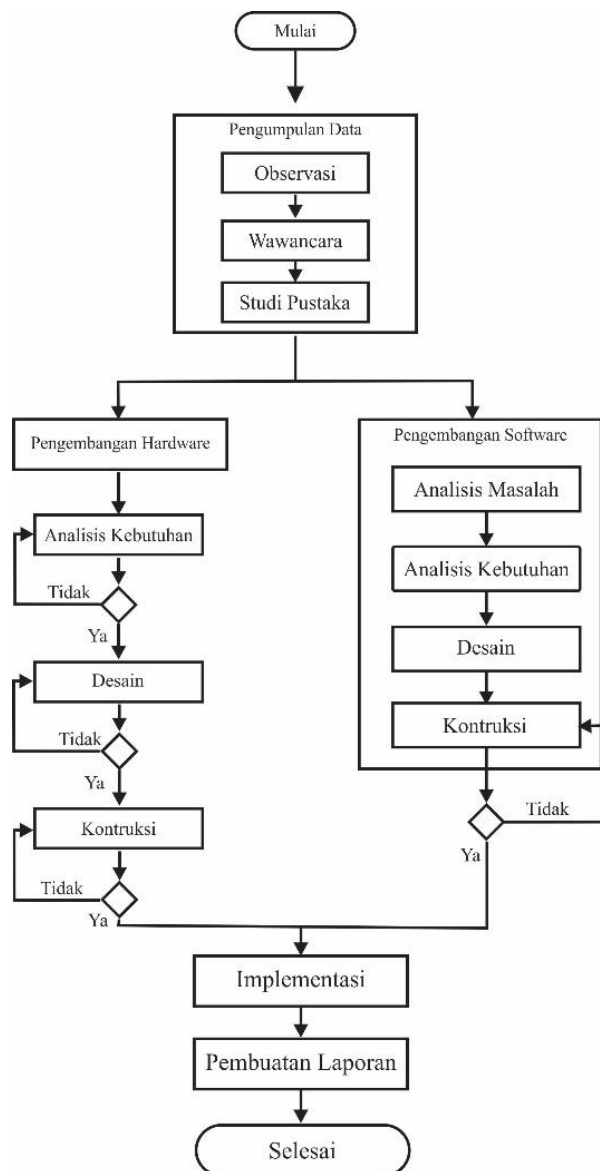 Mulai
Pengumpulan Data
Observasi
Wawancara
Studi Pustaka
Pengembangan Hardware
Analisis Kebutuhan
Tidak
Ya
Desain
Tidak
Ya
Kontruksi
Tidak
Ya
Pengembangan Software
Analisis Masalah
Analisis Kebutuhan
Desain
Kontruksi
Tidak
Ya
Implementasi
Pembuatan Laporan
Selesai